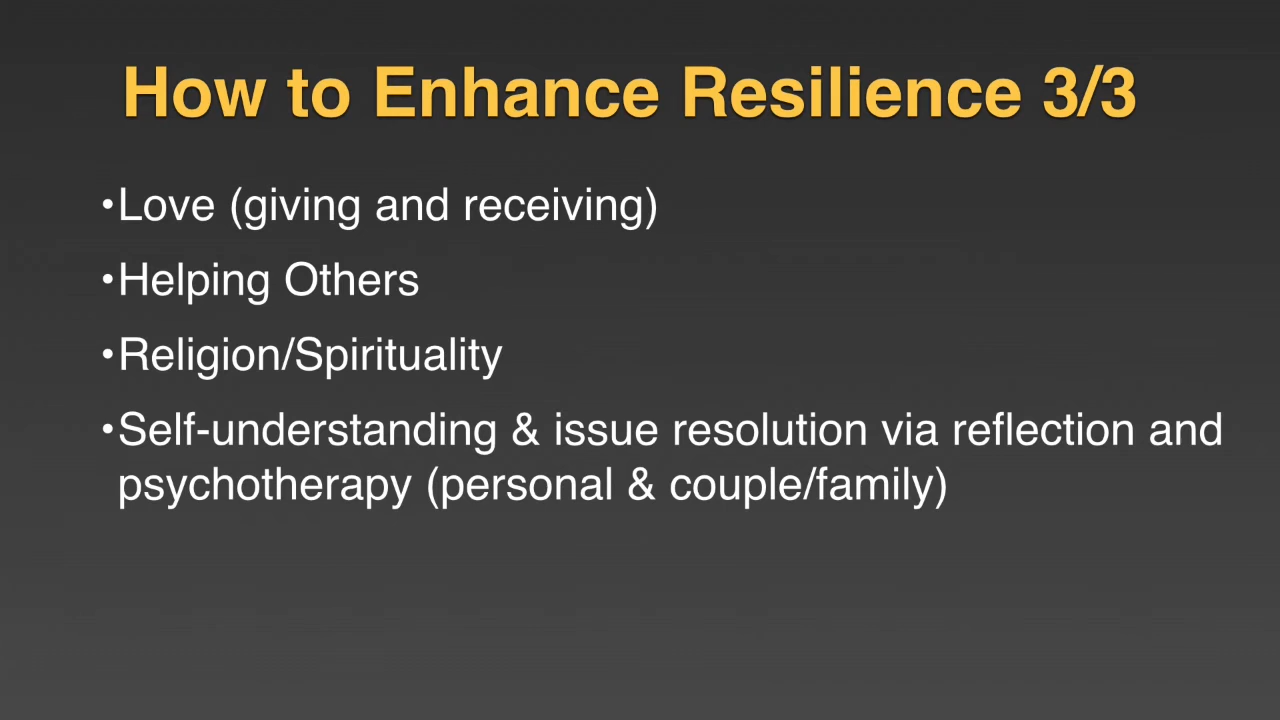 How to Enhance Resilience 3/3
•Love (giving and receiving)
•Helping Others
•Religion/Spirituality
•Self-understanding & issue resolution via reflection and
psychotherapy (personal & couple/family)